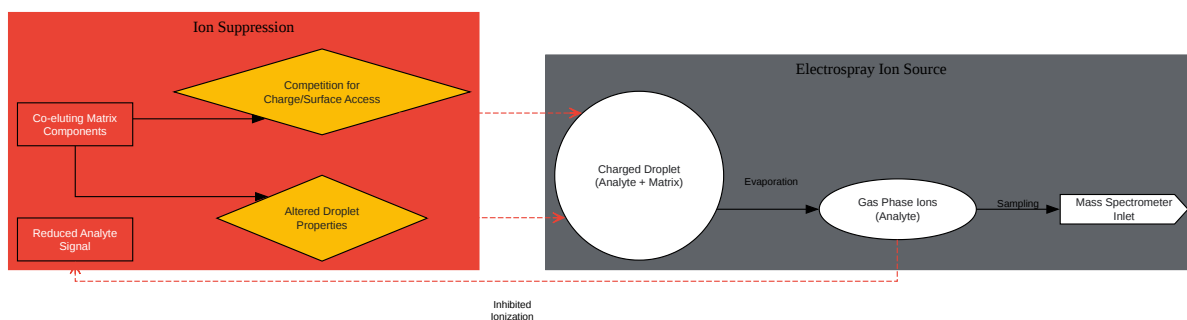 Ion Suppression
Competition for
Charge/Surface Access
Co-eluting Matrix
Components
Altered Droplet
Properties
Reduced Analyte
Signal
Electrospray Ion Source
Charged Droplet
(Analyte + Matrix)
Evaporation
Gas Phase Ions
(Analyte)
Sampling
Mass Spectrometer
Inlet
Inhibited
Ionization